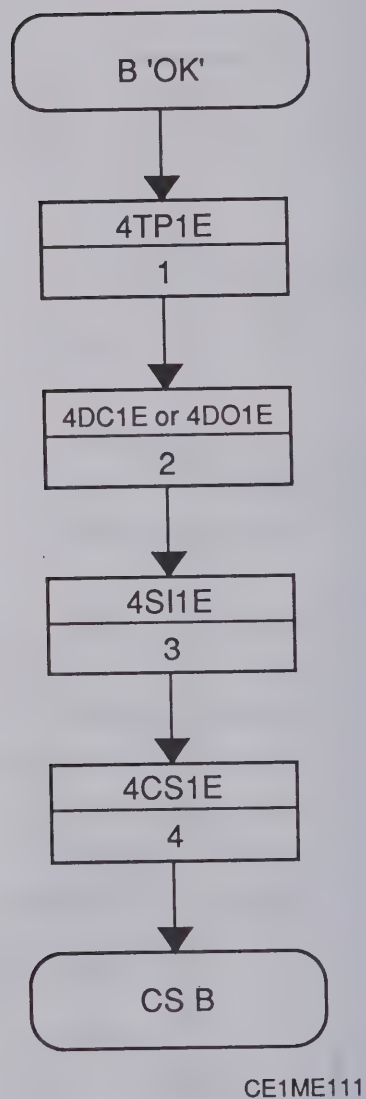 B 'OK'
4TP1E
1
4DC1E or 4DO1E
2
4SI1E
3
4CS1E
4
CS B
CE1ME111